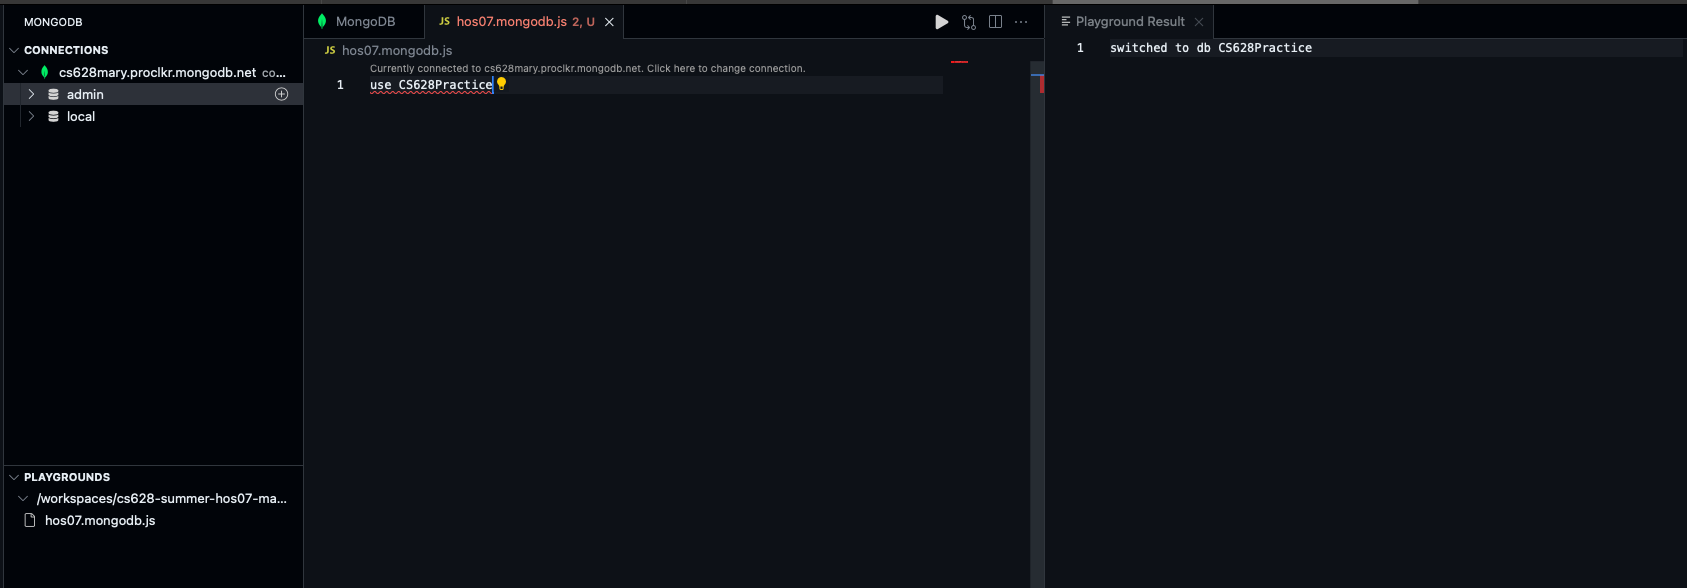 MONGODB
CONNECTIONS
cs628mary.proclkr.mongodb.net co...
admin
local
PLAYGROUNDS
/workspaces/cs628-summer-hos07-ma...
hos07.mongodb.js
MongoDB
JS hos07.mongodb.js 2, U
JS hos07.mongodb.js
Currently connected to cs628mary.proclkr.mongodb.net. Click here to change connection.
1 use CS628Practice
Playground Result
1 switched to db CS628Practice